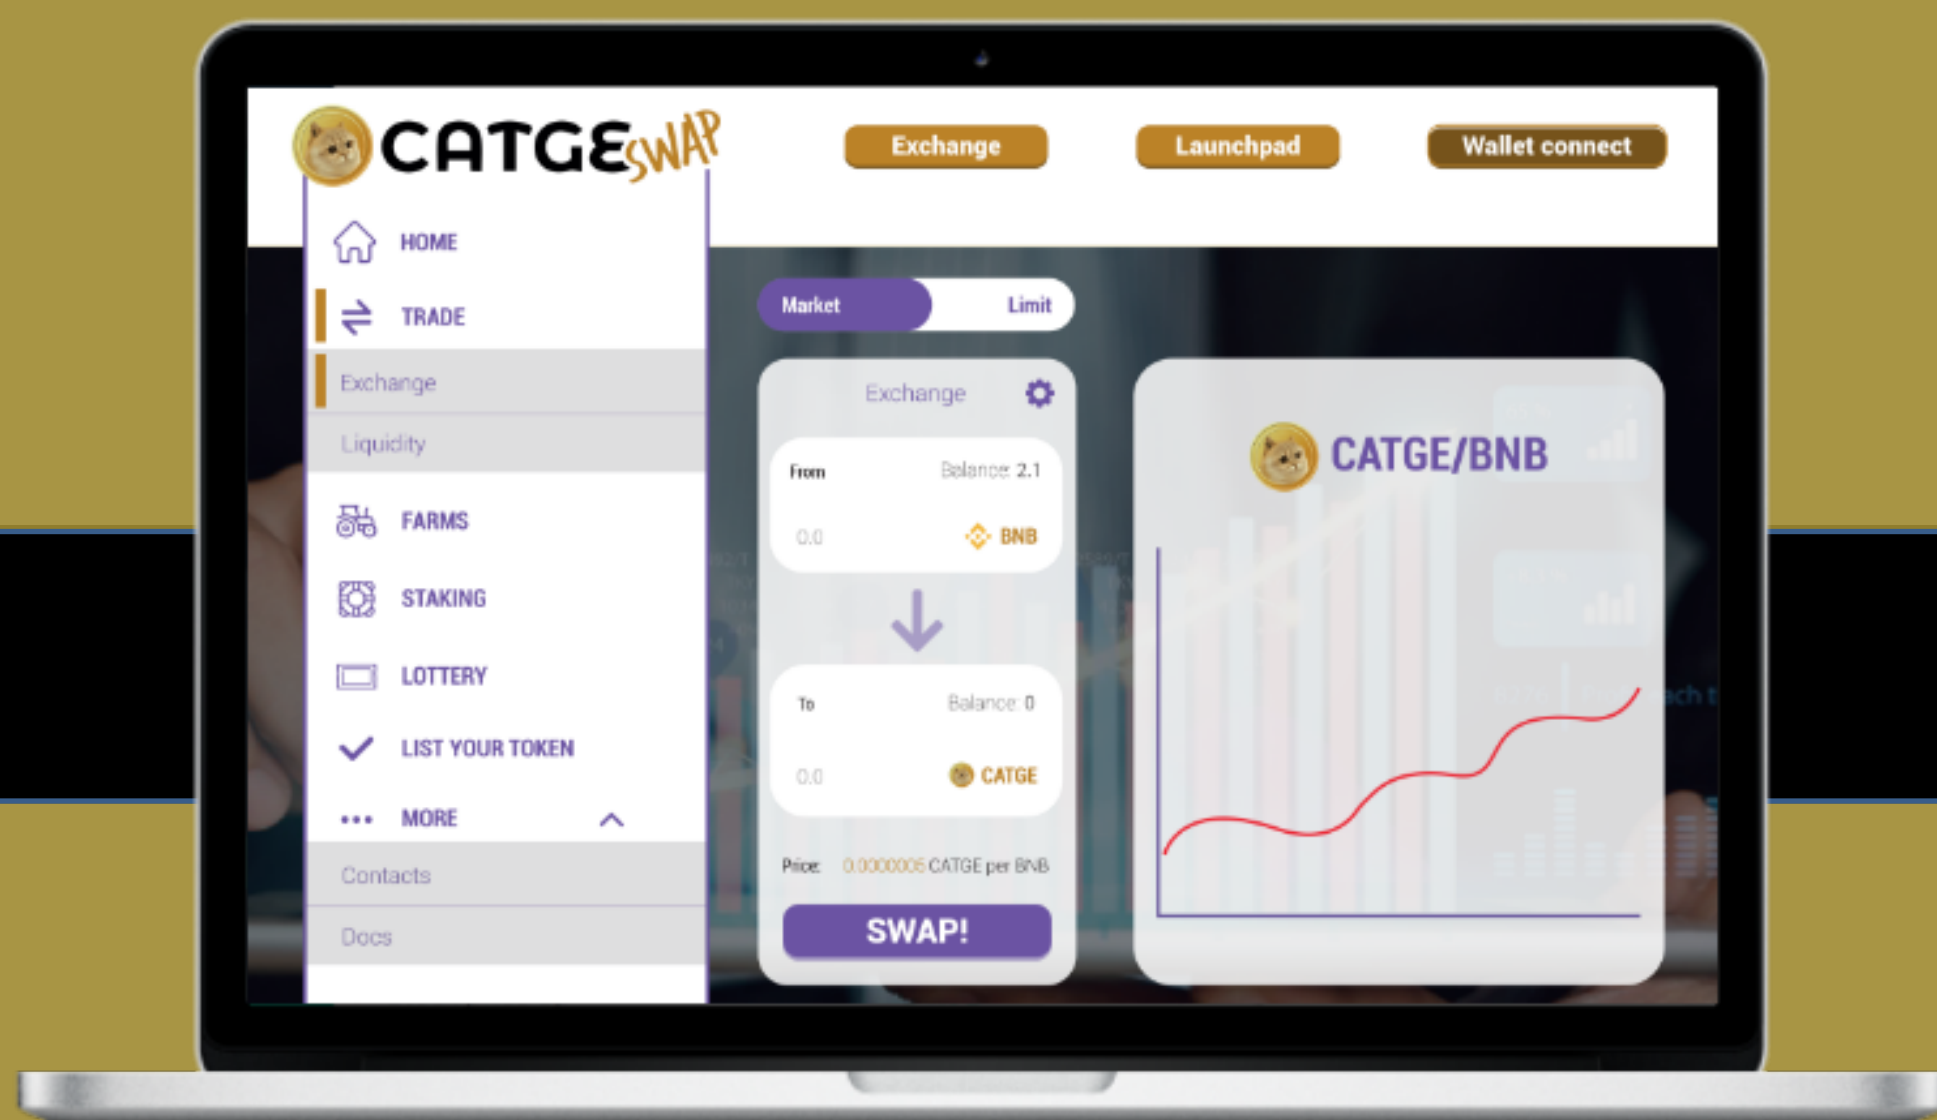 CATGE SWAP
Exchange
Launchpad
Wallet connect
HOME
TRADE
Exchange
Liquidity
FARMS
STAKING
LOTTERY
LIST YOUR TOKEN
MORE
Contacts
Docs
Market
Limit
Exchange
From
Balance: 2.1
0.0
BNB
To
Balance: 0
0.0
CATGE
Price: 0.0000005 CATGE per BNB
SWAP!
CATGE/BNB